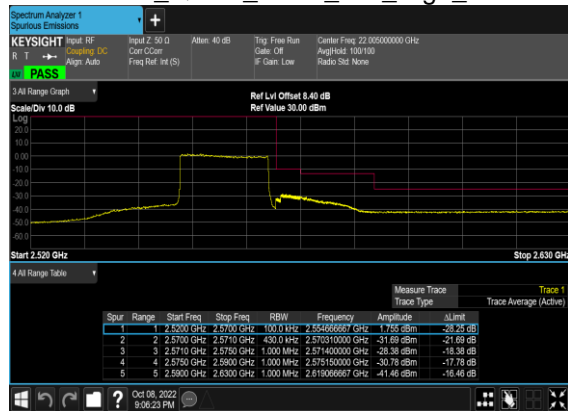 Spectrum Analyzer 1
Spurious Emissions
+
KEYSIGHT Input: RF Input Z: 50 Ω Atten: 40 dB Trig: Free Run Center Freq: 22.005000000 GHz
R T Coupling: DC Corr CCorr Gate: Off Avg|Hold: 100/100
Align: Auto Freq Ref: Int (S) IF Gain: Low Radio Std: None
PASS
3 All Range Graph
Ref Lvl Offset 8.40 dB
Scale/Div 10.0 dB Ref Value 30.00 dBm
Log
20.0
10.0
0.00
-10.0
-20.0
-30.0
-40.0
-50.0
-60.0
Start 2.520 GHz Stop 2.630 GHz
4 All Range Table
Measure Trace Trace 1
Trace Type Trace Average (Active)
Spur Range Start Freq Stop Freq RBW Frequency Amplitude ΔLimit
1 1 2.5200 GHz 2.5700 GHz 100.0 kHz 2.554666667 GHz 1.755 dBm -28.25 dB
2 2 2.5700 GHz 2.5710 GHz 430.0 kHz 2.570310000 GHz -31.69 dBm -21.69 dB
3 3 2.5710 GHz 2.5750 GHz 1.000 MHz 2.571400000 GHz -28.38 dBm -18.38 dB
4 4 2.5750 GHz 2.5900 GHz 1.000 MHz 2.575150000 GHz -30.78 dBm -17.78 dB
5 5 2.5900 GHz 2.6300 GHz 1.000 MHz 2.619066667 GHz -41.46 dBm -16.46 dB
? Oct 08, 2022
9:06:23 PM